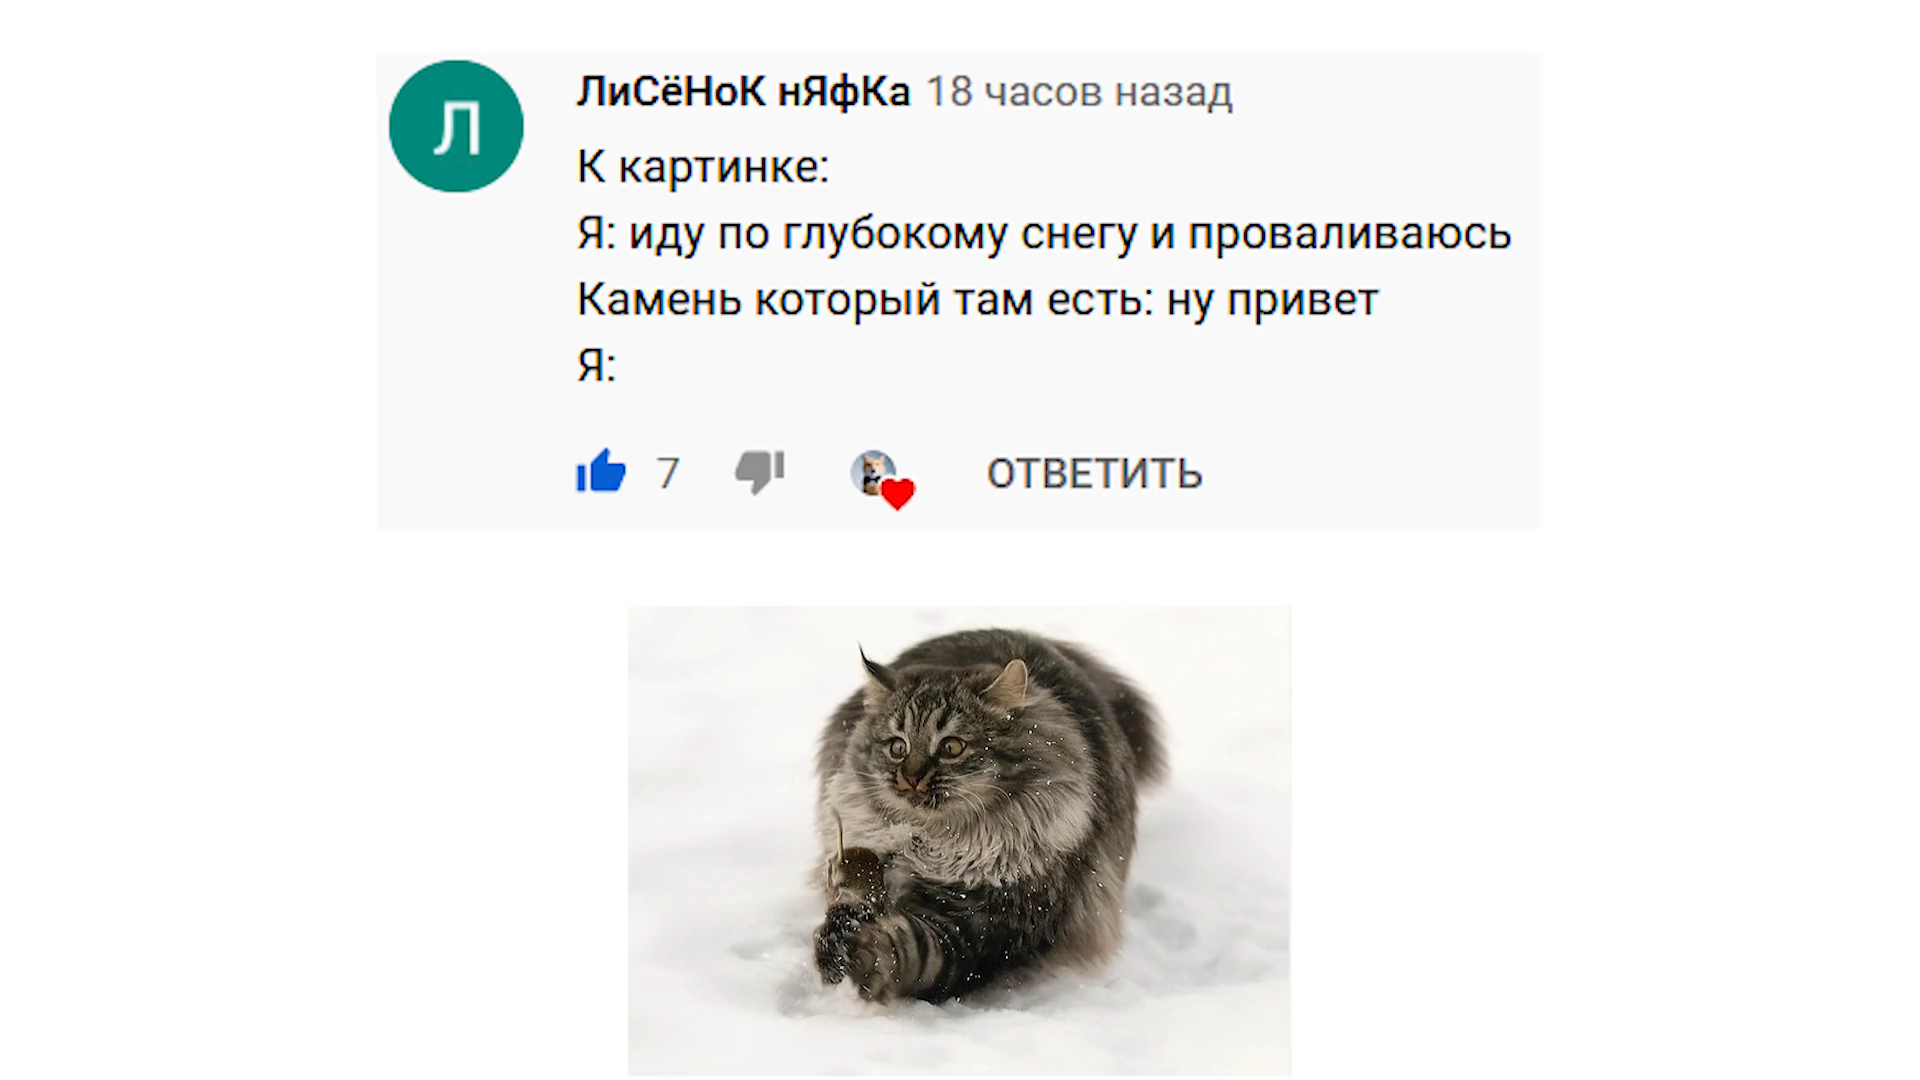 Л
ЛиСёНоК нЯфКа 18 часов назад
К картинке:
Я: иду по глубокому снегу и проваливаюсь
Камень который там есть: ну привет
Я:
7
ОТВЕТИТЬ